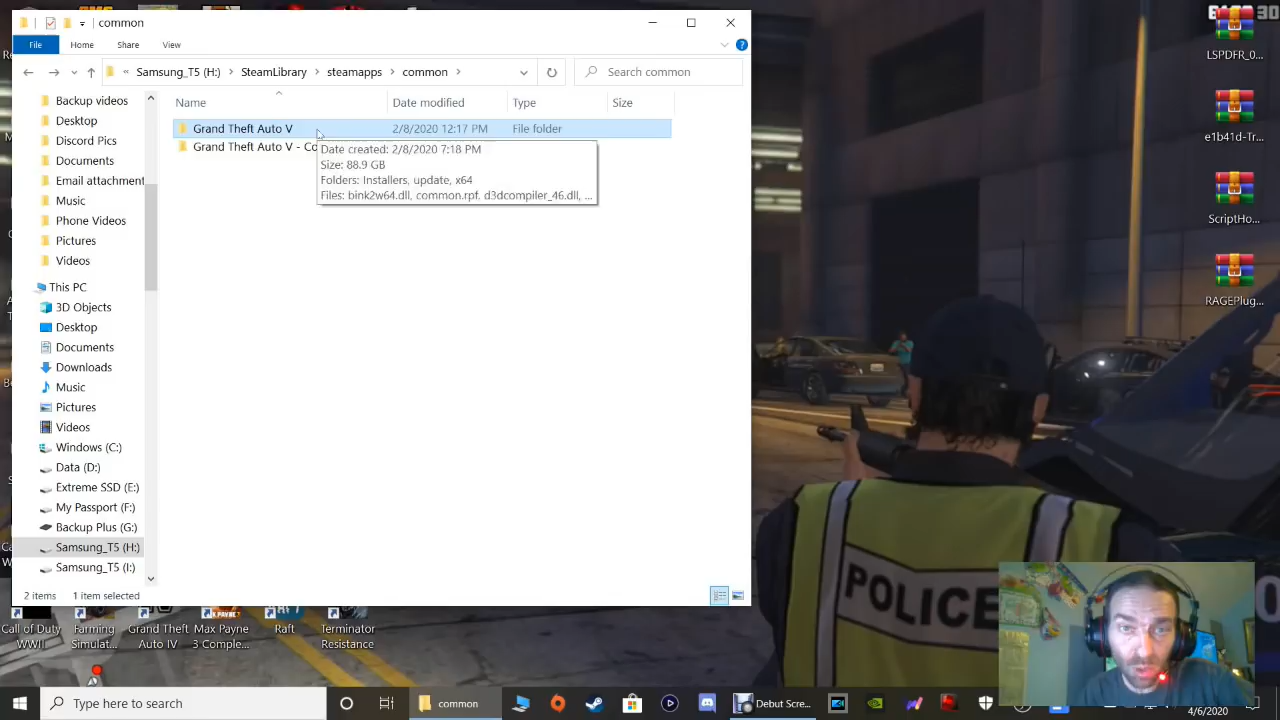 common
File
Home
Share
View
« Samsung_T5 (H:) > SteamLibrary > steamapps > common >
Search common
Name
Date modified
Type
Size
Grand Theft Auto V
2/8/2020 12:17 PM
File folder
Grand Theft Auto V - Co
Date created: 2/8/2020 7:18 PM
Size: 88.9 GB
Folders: Installers, update, x64
Files: bink2w64.dll, common.rpf, d3dcompiler_46.dll, ...
Backup videos
Desktop
Discord Pics
Documents
Email attachment
Music
Phone Videos
Pictures
Videos
This PC
3D Objects
Desktop
Documents
Downloads
Music
Pictures
Videos
Windows (C:)
Data (D:)
Extreme SSD (E:)
My Passport (F:)
Backup Plus (G:)
Samsung_T5 (H:)
Samsung_T5 (I:)
2 items
1 item selected
LSPDFR_0...
e1b41d-Tr...
ScriptHo...
RAGEPlug...
POLICE
Call of Duty WWII
Farming Simulat...
Grand Theft Auto IV
Max Payne 3 Comple...
Raft
Terminator Resistance
Type here to search
common
Debut Scre...
4/6/2020